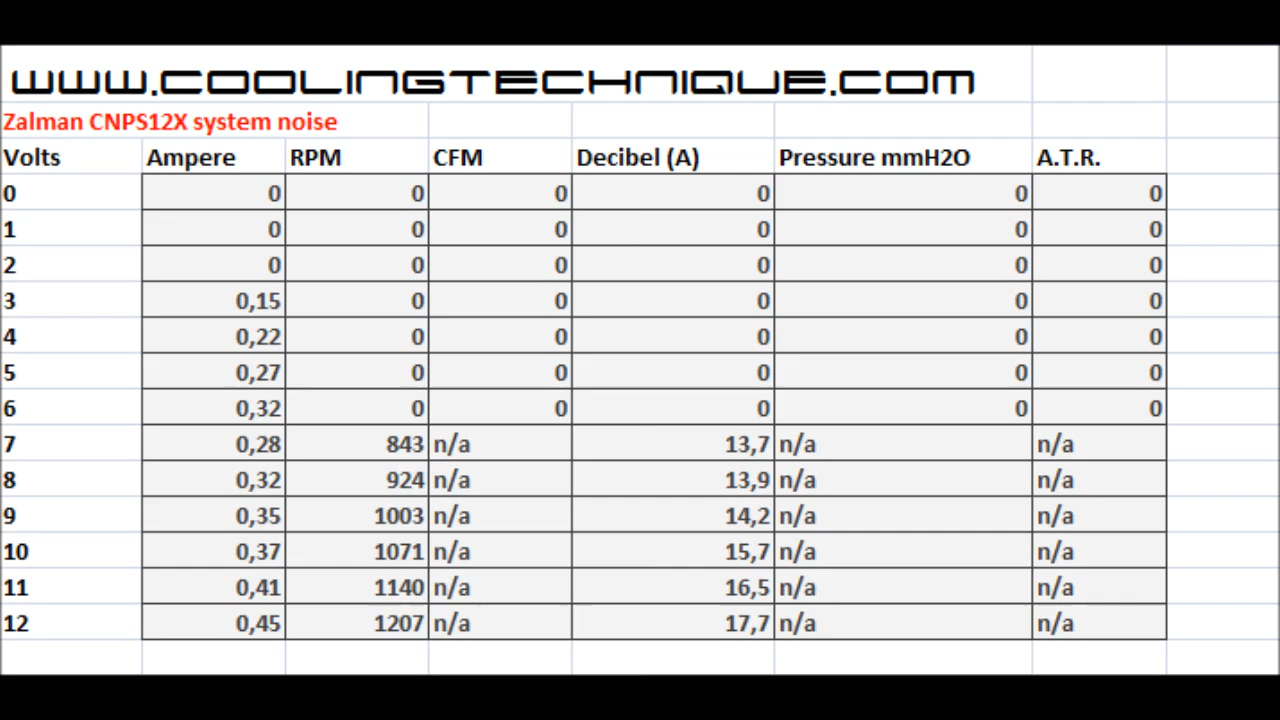 WWW.COOLINGTECHNIQUE.COM
Zalman CNPS12X system noise
Volts Ampere RPM CFM Decibel (A) Pressure mmH2O A.T.R.
0 0 0 0 0 0 0
1 0 0 0 0 0 0
2 0 0 0 0 0 0
3 0,15 0 0 0 0 0
4 0,22 0 0 0 0 0
5 0,27 0 0 0 0 0
6 0,32 0 0 0 0 0
7 0,28 843 n/a 13,7 n/a n/a
8 0,32 924 n/a 13,9 n/a n/a
9 0,35 1003 n/a 14,2 n/a n/a
10 0,37 1071 n/a 15,7 n/a n/a
11 0,41 1140 n/a 16,5 n/a n/a
12 0,45 1207 n/a 17,7 n/a n/a